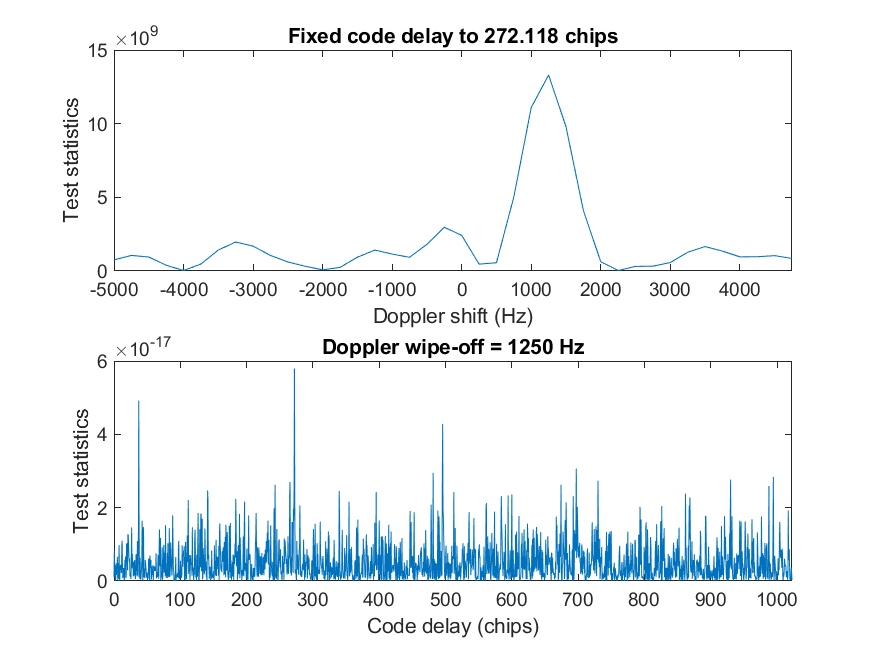 Fixed code delay to 272.118 chips
×10^9
15
10
5
0
Test statistics
-5000 -4000 -3000 -2000 -1000 0 1000 2000 3000 4000
Doppler shift (Hz)
Doppler wipe-off = 1250 Hz
×10^-17
6
4
2
0
Test statistics
0 100 200 300 400 500 600 700 800 900 1000
Code delay (chips)